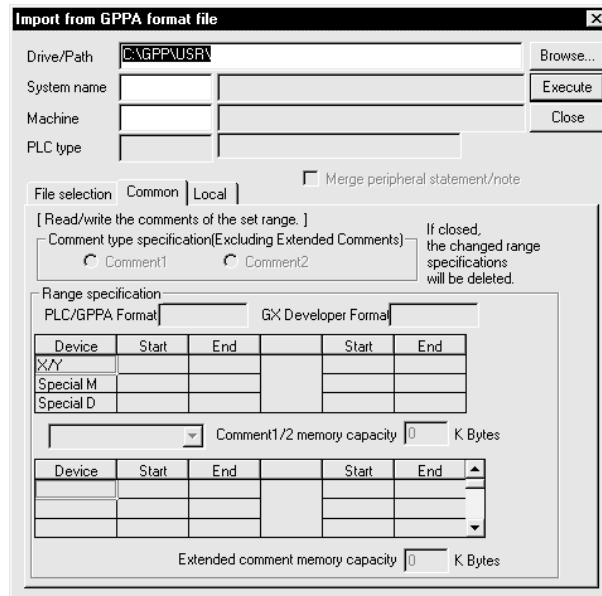 Import from GPPA format file
Drive/Path C:\GPP\USR\ Browse...
System name Execute
Machine Close
PLC type
Merge peripheral statement/note
File selection Common Local
[ Read/write the comments of the set range. ]
Comment type specification(Excluding Extended Comments)
Comment1 Comment2
If closed,
the changed range
specifications
will be deleted.
Range specification
PLC/GPPA Format GX Developer Format
Device Start End Start End
X/Y
Special M
Special D
Comment1/2 memory capacity 0 K Bytes
Device Start End Start End
Extended comment memory capacity 0 K Bytes